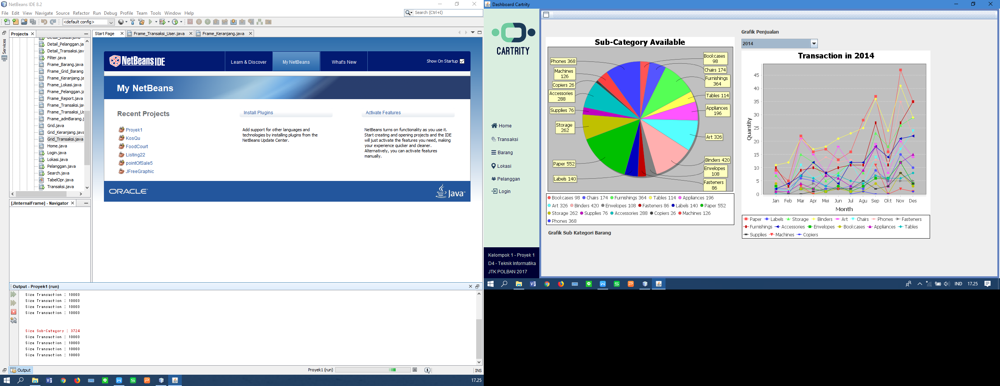 NetBeans IDE 8.2
File Edit View Navigate Source Refactor Run Debug Profile Team Tools Window Help
Search (Ctrl+I)
<default config>
Services
Projects
Detail_Lokasi.java
Detail_Pelanggan.ja
Detail_Transaksi.jav
Filter.java
Frame_Barang.java
Frame_Grid_Barang.
Frame_Keranjang.java
Frame_Lokasi.java
Frame_Pelanggan.ja
Frame_Report.java
Frame_Transaksi.jav
Frame_Transaksi_Us
Frame_admBarang.j
Grid.java
Grid_Keranjang.java
Grid_Transaksi.java
Home.java
Login.java
Lokasi.java
Pelanggan.java
Search.java
TabelOpr.java
Transaksi.java
[JInternalFrame] - Navigator
Start Page
Frame_Transaksi_User.java
Frame_Keranjang.java
NetBeans IDE
Learn & Discover
My NetBeans
What's New
Show On Startup
My NetBeans
Recent Projects
Proyek1
KosQu
FoodCourt
Listing22
pointOfSale5
JFreeGraphic
Install Plugins
Add support for other languages and
technologies by installing plugins from the
NetBeans Update Center.
Activate Features
NetBeans turns on functionality as you use it.
Start creating and opening projects and the IDE
will just activate the features you need, making
your experience quicker and cleaner.
Alternatively, you can activate features
manually.
ORACLE
Java
Output - Proyek1 (run)
Size Transaction : 10003
Size Transaction : 10003
Size Transaction : 10003
Size Transaction : 10003
Size Sub-Category : 3724
Size Transaction : 10003
Size Transaction : 10003
Size Transaction : 10003
Size Transaction : 10003
Output
Proyek1 (run)
1
INS
17.25
Dashboard Cartrity
CARTRITY
Home
Transaksi
Barang
Lokasi
Pelanggan
Login
Kelompok 1 - Proyek 1
D4 - Teknik Informatika
JTK POLBAN 2017
Sub-Category Available
Phones 368
Machines
126
Copiers 26
Accessories
288
Supplies 76
Storage
262
Paper 552
Labels 140
Bookcases
98
Chairs 174
Furnishings
364
Tables 114
Appliances
196
Art 326
Binders 420
Envelopes
108
Fasteners
86
Bookcases 98 Chairs 174 Furnishings 364 Tables 114 Appliances 196
Art 326 Binders 420 Envelopes 108 Fasteners 86 Labels 140 Paper 552
Storage 262 Supplies 76 Accessories 288 Copiers 26 Machines 126
Phones 368
Grafik Sub Kategori Barang
Grafik Penjualan
2014
Transaction in 2014
Quantity
45
40
35
30
25
20
15
10
5
0
Jan Feb Mar Apr Mei Jun Jul Agu Sep Okt Nov Des
Month
Paper Labels Storage Binders Art Chairs Phones Fasteners
Furnishings Accessories Envelopes Bookcases Appliances Tables
Supplies Machines Copiers
IND
17.25